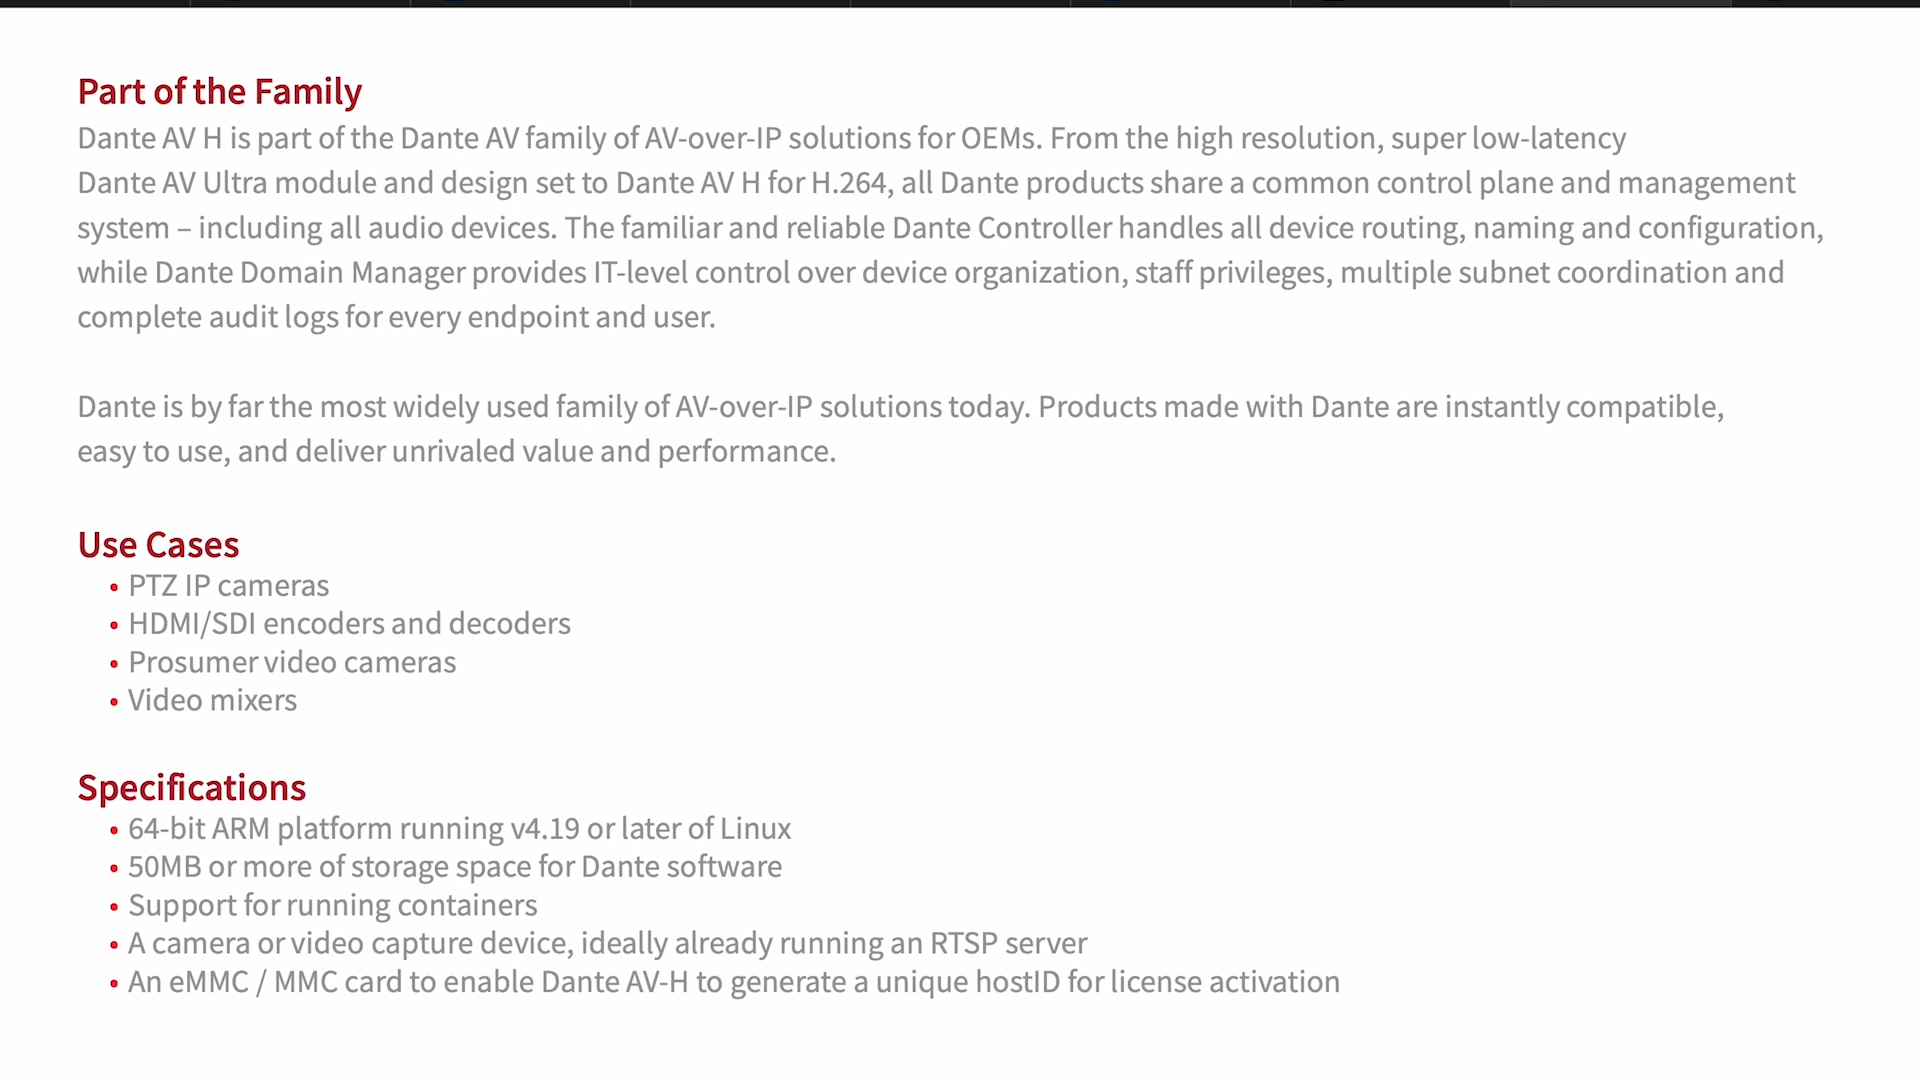 Part of the Family
Dante AV H is part of the Dante AV family of AV-over-IP solutions for OEMs. From the high resolution, super low-latency
Dante AV Ultra module and design set to Dante AV H for H.264, all Dante products share a common control plane and management
system – including all audio devices. The familiar and reliable Dante Controller handles all device routing, naming and configuration,
while Dante Domain Manager provides IT-level control over device organization, staff privileges, multiple subnet coordination and
complete audit logs for every endpoint and user.
Dante is by far the most widely used family of AV-over-IP solutions today. Products made with Dante are instantly compatible,
easy to use, and deliver unrivaled value and performance.
Use Cases
• PTZ IP cameras
• HDMI/SDI encoders and decoders
• Prosumer video cameras
• Video mixers
Specifications
• 64-bit ARM platform running v4.19 or later of Linux
• 50MB or more of storage space for Dante software
• Support for running containers
• A camera or video capture device, ideally already running an RTSP server
• An eMMC / MMC card to enable Dante AV-H to generate a unique hostID for license activation